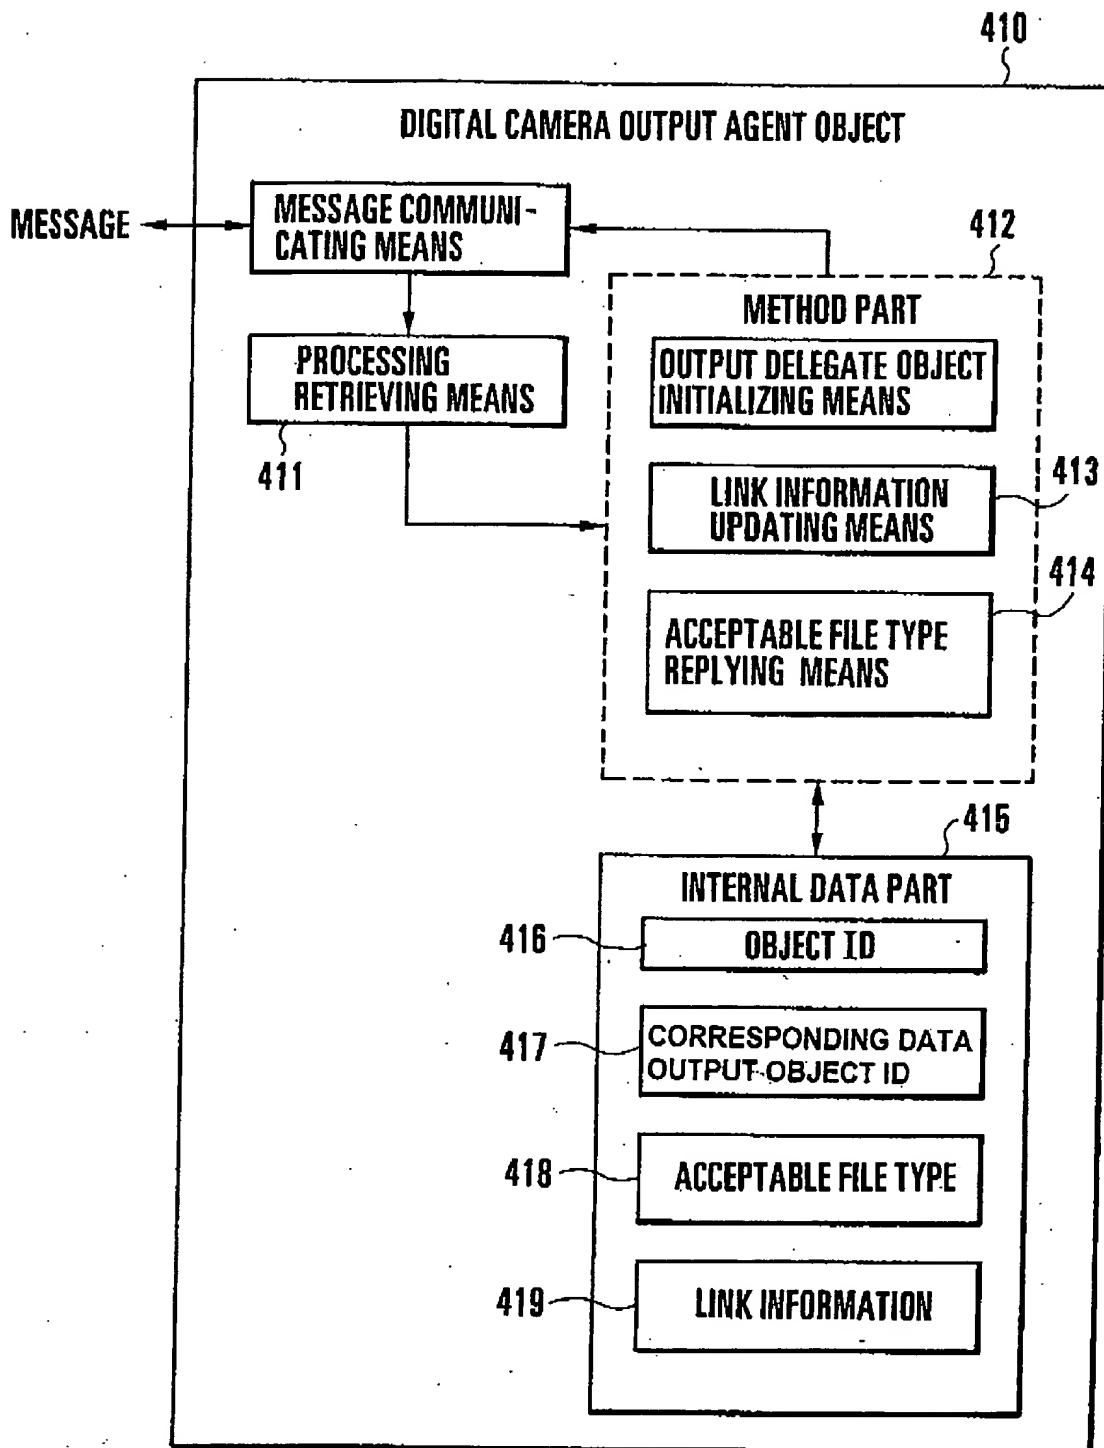 410
DIGITAL CAMERA OUTPUT AGENT OBJECT
MESSAGE
MESSAGE COMMUNI-
CATING MEANS
412
METHOD PART
PROCESSING
RETRIEVING MEANS
411
OUTPUT DELEGATE OBJECT
INITIALIZING MEANS
413
LINK INFORMATION
UPDATING MEANS
414
ACCEPTABLE FILE TYPE
REPLYING MEANS
415
INTERNAL DATA PART
416
OBJECT ID
417
CORRESPONDING DATA
OUTPUT OBJECT ID
418
ACCEPTABLE FILE TYPE
419
LINK INFORMATION